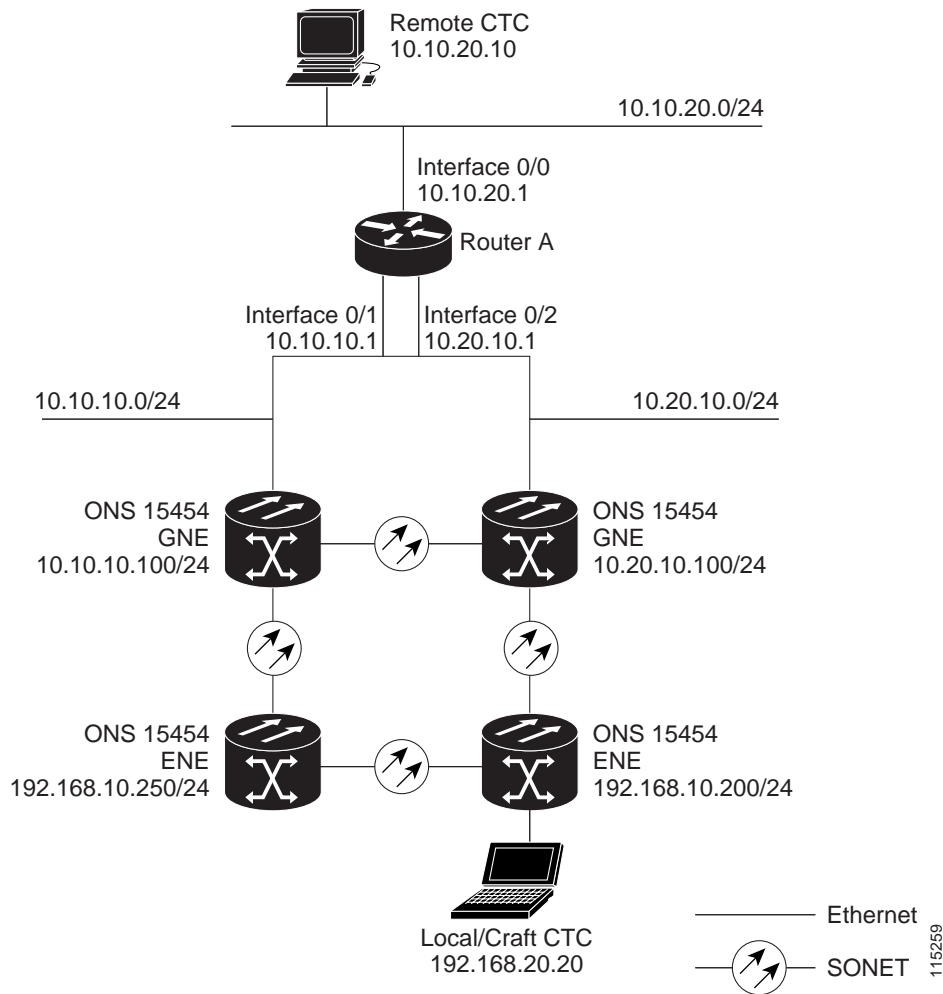 Remote CTC
10.10.20.10
10.10.20.0/24
Interface 0/0
10.10.20.1
Router A
Interface 0/1
10.10.10.1
Interface 0/2
10.20.10.1
10.10.10.0/24
10.20.10.0/24
ONS 15454
GNE
10.10.10.100/24
ONS 15454
GNE
10.20.10.100/24
ONS 15454
ENE
192.168.10.250/24
ONS 15454
ENE
192.168.10.200/24
Local/Craft CTC
192.168.20.20
Ethernet
SONET
115259